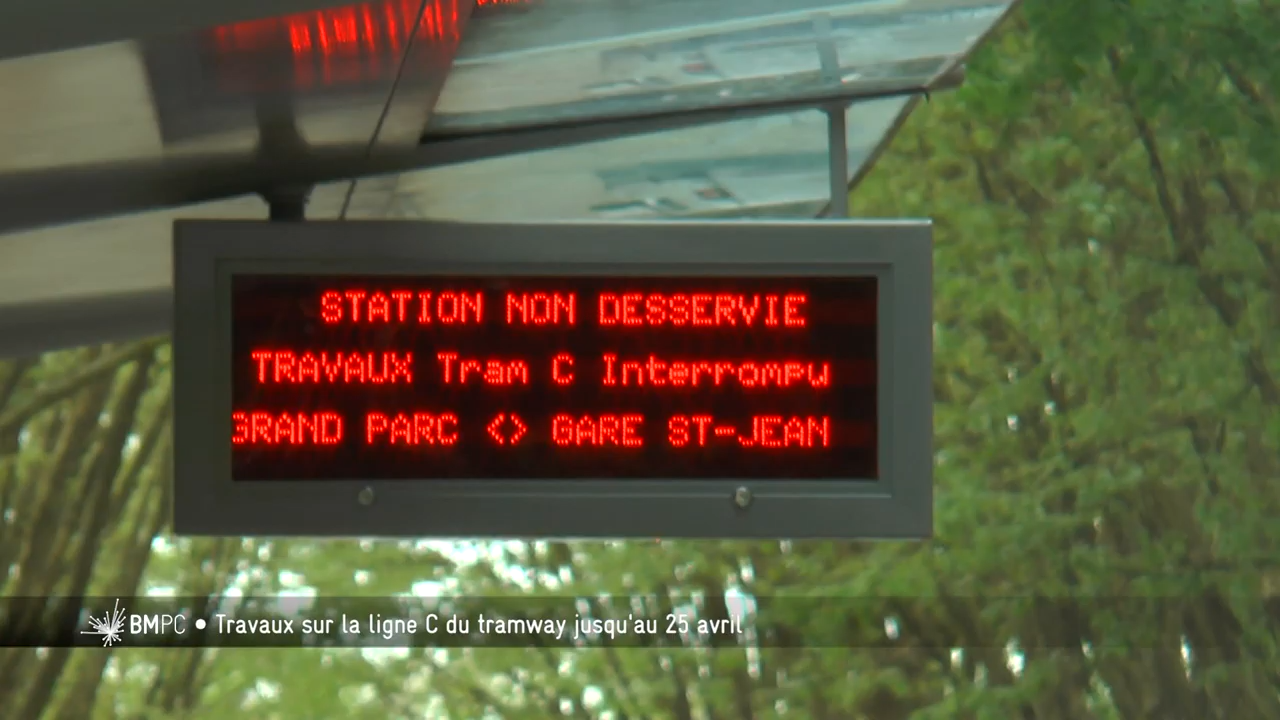 STATION NON DESSERVIE
TRAVAUX Tram C Interrompu
GRAND PARC <> GARE ST-JEAN
BMPC • Travaux sur la ligne C du tramway jusqu'au 25 avril